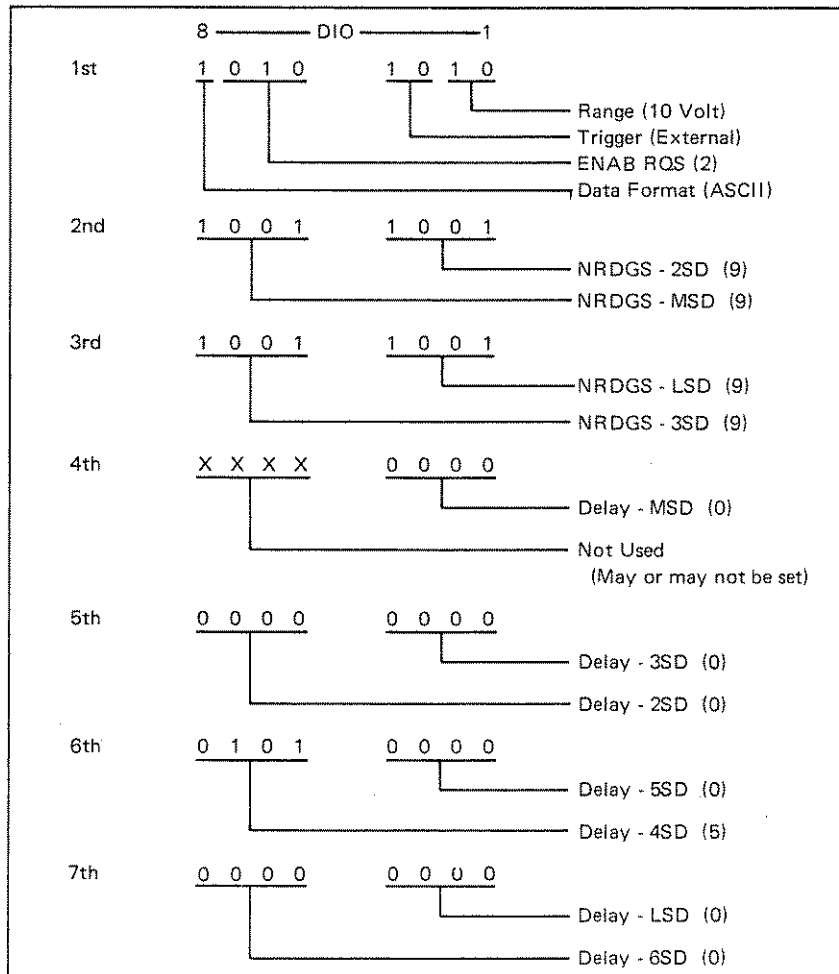 8 DIO 1
1st 1 0 1 0 1 0 1 0
Range (10 Volt)
Trigger (External)
ENAB RQS (2)
Data Format (ASCII)
2nd 1 0 0 1 1 0 0 1
NRDGS - 2SD (9)
NRDGS - MSD (9)
3rd 1 0 0 1 1 0 0 1
NRDGS - LSD (9)
NRDGS - 3SD (9)
4th X X X X 0 0 0 0
Delay - MSD (0)
Not Used
(May or may not be set)
5th 0 0 0 0 0 0 0 0
Delay - 3SD (0)
Delay - 2SD (0)
6th 0 1 0 1 0 0 0 0
Delay - 5SD (0)
Delay - 4SD (5)
7th 0 0 0 0 0 0 0 0
Delay - LSD (0)
Delay - 6SD (0)